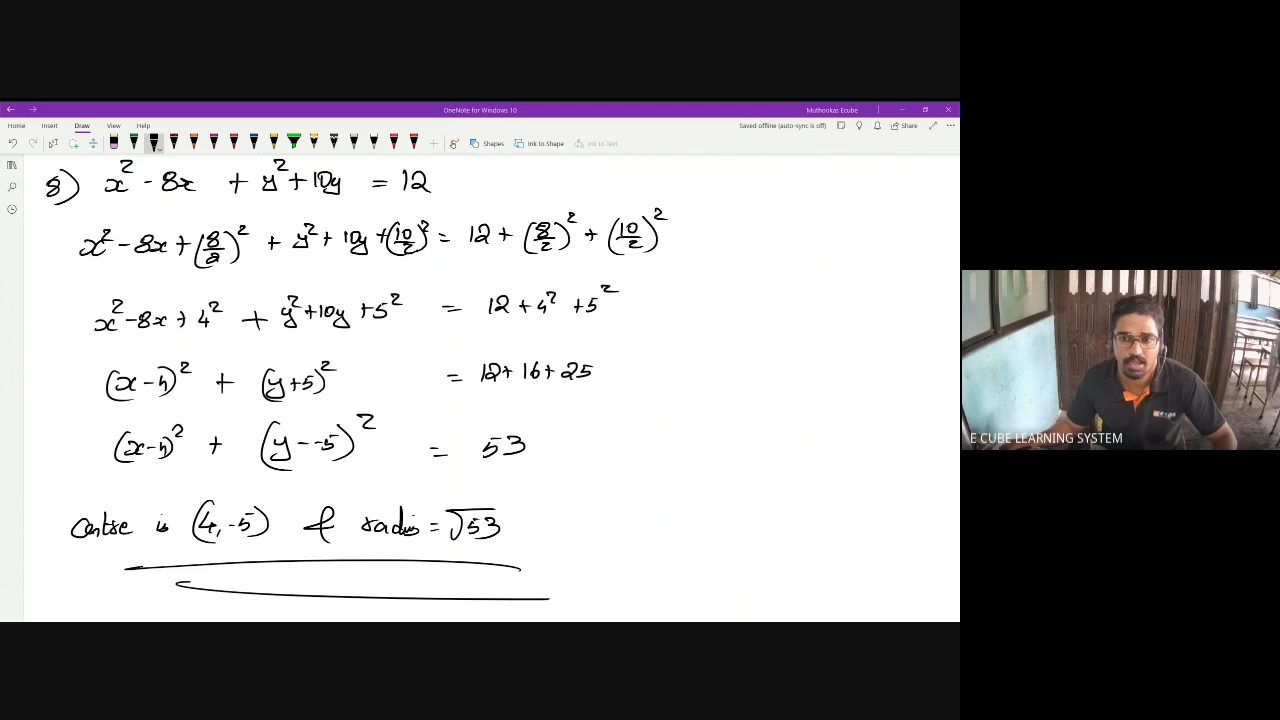 OneNote for Windows 10
Muthookas Ecube
Home Insert Draw View Help
Saved offline (auto-sync is off) Share
Shapes Ink to Shape Ink to Text
8) x² - 8x + y² + 10y = 12
x² - 8x + (8/2)² + y² + 10y + (10/2)² = 12 + (8/2)² + (10/2)²
x² - 8x + 4² + y² + 10y + 5² = 12 + 4² + 5²
(x-4)² + (y+5)² = 12 + 16 + 25
(x-4)² + (y - -5)² = 53
Centre is (4, -5) & radius = √53
E CUBE LEARNING SYSTEM